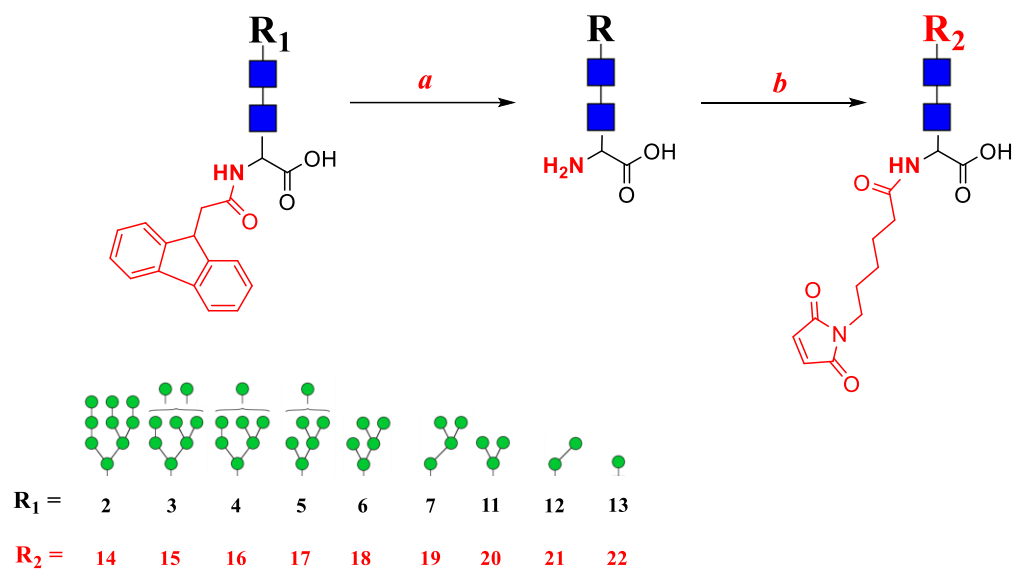 R1 R R2
a b
HN OH O O
H2N OH O
HN OH O O
O N O
R1 = 2 3 4 5 6 7 11 12 13
R2 = 14 15 16 17 18 19 20 21 22